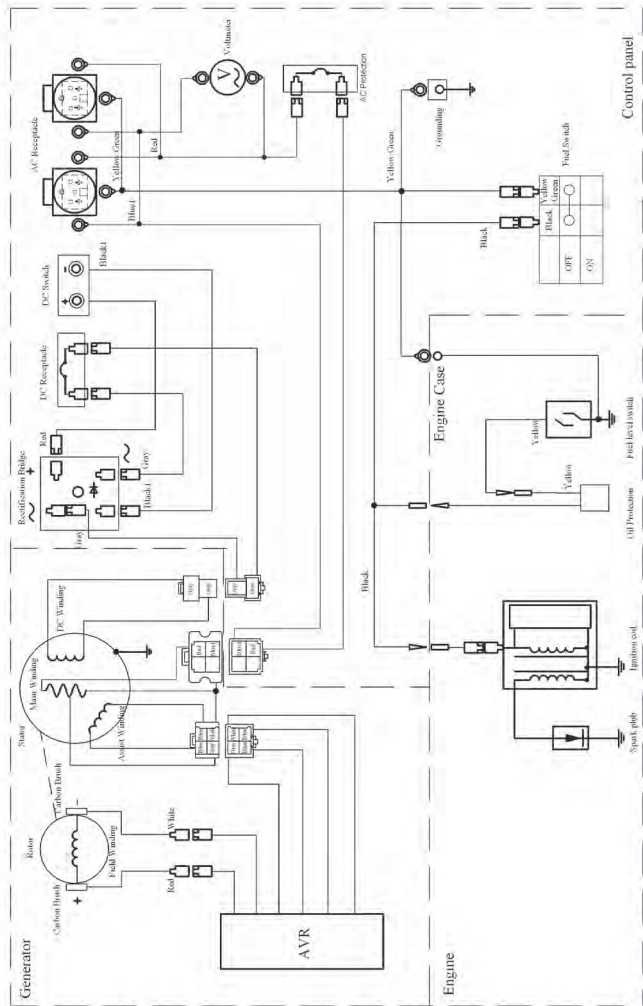 Generator
AVR
Carbon Brush
+
Rotor
Field Winding
Carbon Brush
-
Red
White
Stator
Main Winding
Assist Winding
DC Winding
Rectification Bridge
+
Gray
Black1
Gray
Red
DC Receptacle
DC Switch
+
-
Black1
AC Receptacle
Blue1
Yellow Green
Red
Voltmeter
V
AC Protection
Yellow Green
Grounding
Control panel
Fuel Switch
Black
Yellow Green
OFF
ON
Black
Black
Engine
Engine Case
Spark plug
Ignition coil
Oil Protection
Yellow
Yellow
Fuel level switch